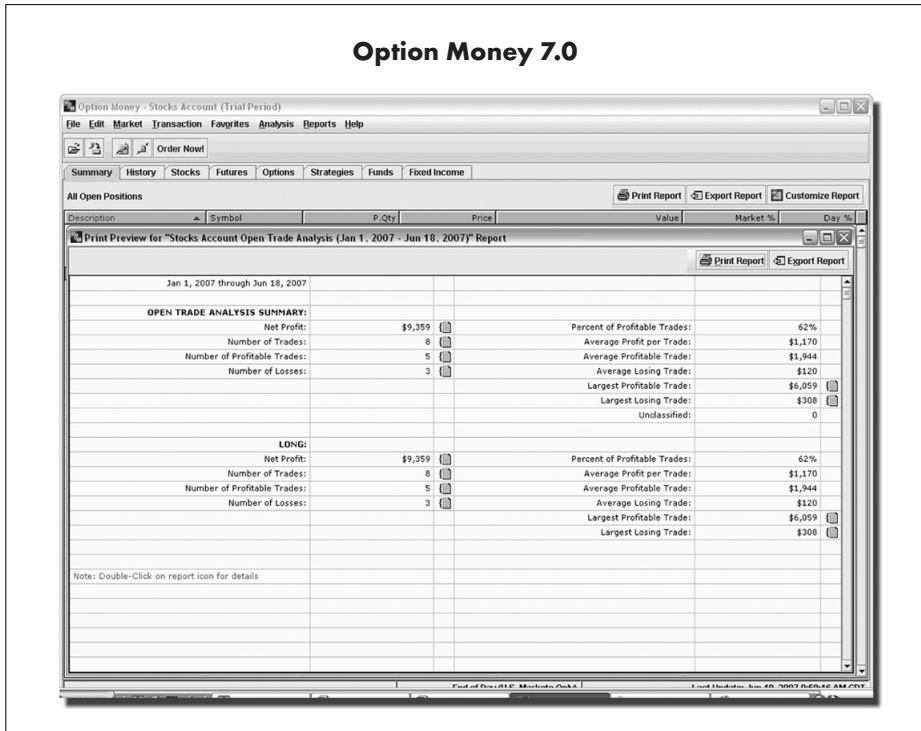 Option Money 7.0
Option Money - Stocks Account (Trial Period)
File Edit Market Transaction Favorites Analysis Reports Help
Order Now!
Summary History Stocks Futures Options Strategies Funds Fixed Income
All Open Positions Print Report Export Report Customize Report
Description Symbol P.Qty Price Value Market % Day %
Print Preview for "Stocks Account Open Trade Analysis (Jan 1, 2007 - Jun 18, 2007)" Report
Print Report Export Report
Jan 1, 2007 through Jun 18, 2007
OPEN TRADE ANALYSIS SUMMARY:
Net Profit: $9,359 Percent of Profitable Trades: 62%
Number of Trades: 8 Average Profit per Trade: $1,170
Number of Profitable Trades: 5 Average Profitable Trade: $1,944
Number of Losses: 3 Average Losing Trade: $120
Largest Profitable Trade: $6,059
Largest Losing Trade: $308
Unclassified: 0
LONG:
Net Profit: $9,359 Percent of Profitable Trades: 62%
Number of Trades: 8 Average Profit per Trade: $1,170
Number of Profitable Trades: 5 Average Profitable Trade: $1,944
Number of Losses: 3 Average Losing Trade: $120
Largest Profitable Trade: $6,059
Largest Losing Trade: $308
Note: Double-Click on report icon for details